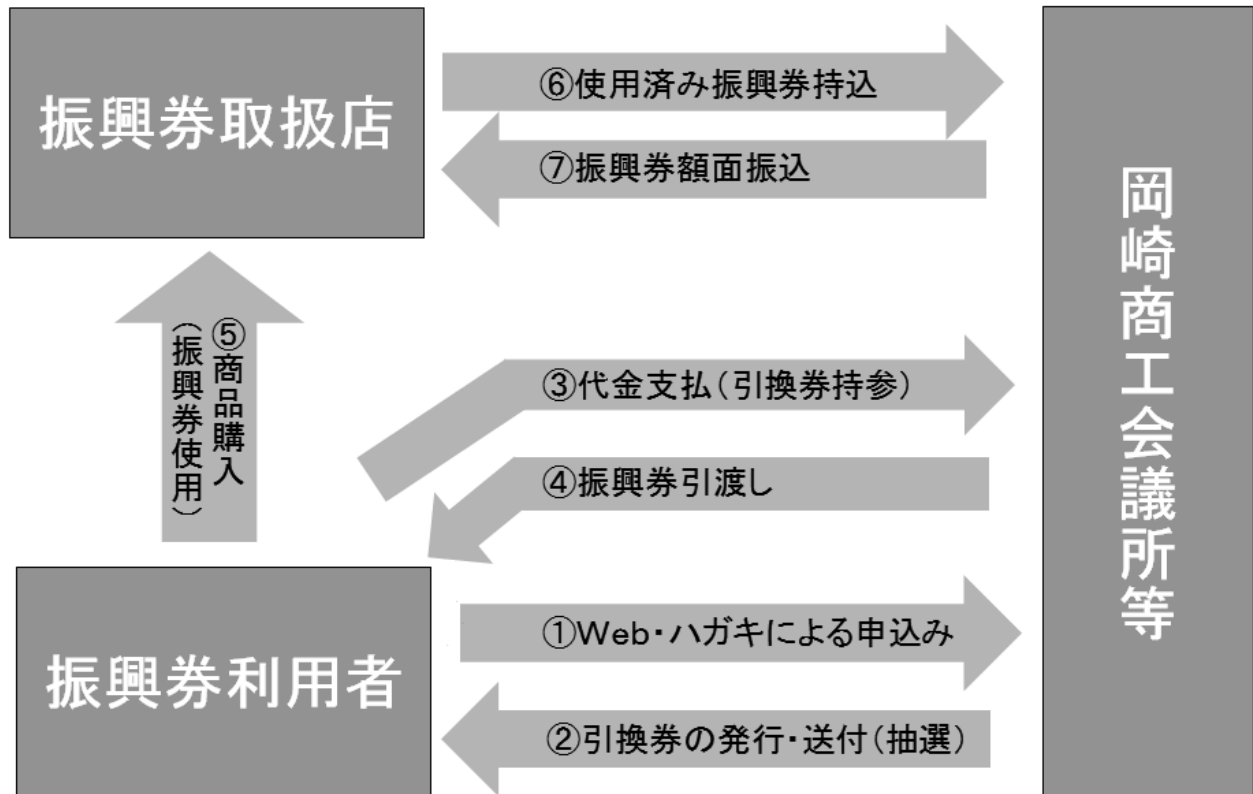 振興券取扱店
⑥使用済み振興券持込
⑦振興券額面振込
岡崎商工会議所等
⑤商品購入
(振興券使用)
③代金支払(引換券持参)
④振興券引渡し
振興券利用者
①Web・ハガキによる申込み
②引換券の発行・送付(抽選)